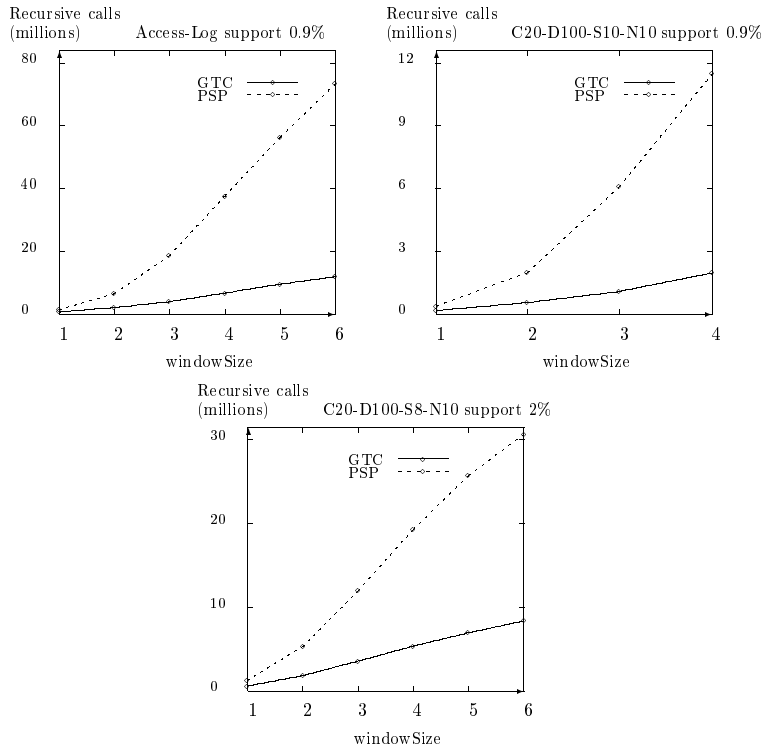 Recursive calls
(millions)
Access-Log support 0.9%
80
60
40
20
0
GTC
PSP
1 2 3 4 5 6
windowSize
Recursive calls
(millions)
C20-D100-S10-N10 support 0.9%
12
9
6
3
0
GTC
PSP
1 2 3 4
windowSize
Recursive calls
(millions)
C20-D100-S8-N10 support 2%
30
20
10
0
GTC
PSP
1 2 3 4 5 6
windowSize